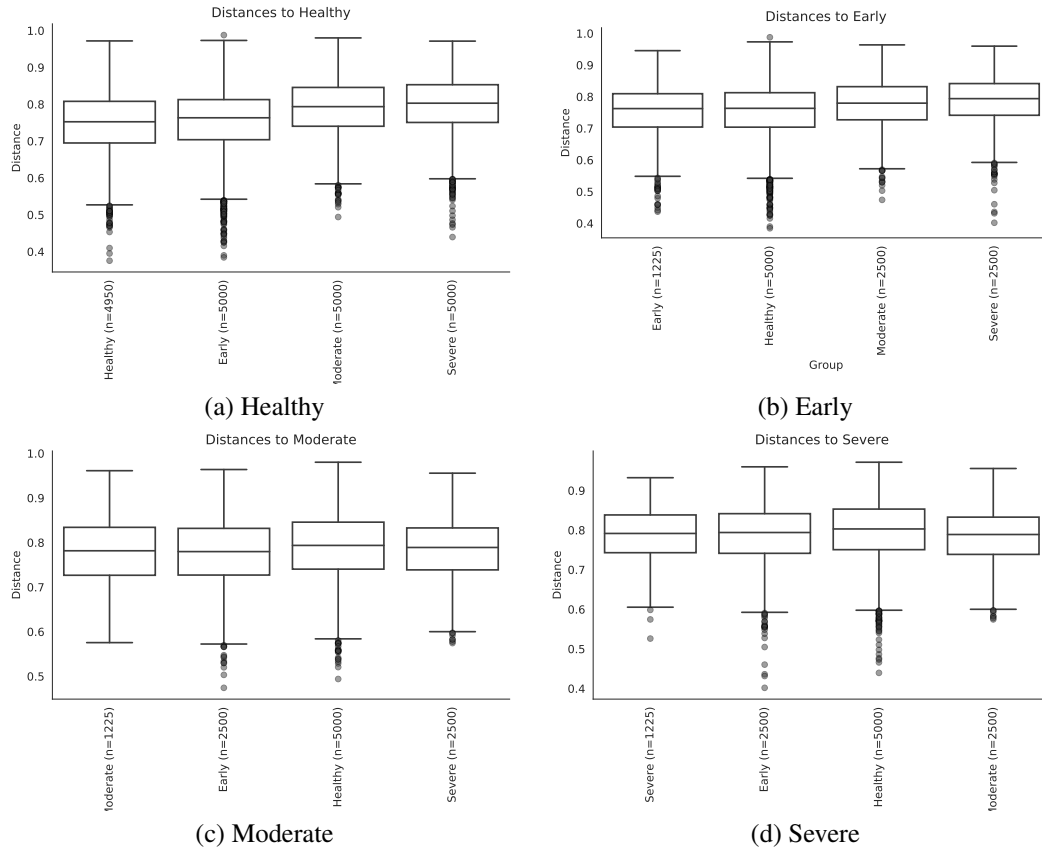 Distances to Healthy
1.0
0.9
0.8
0.7
0.6
0.5
0.4
Distance
Healthy (n=4950)
Early (n=5000)
oderate (n=5000)
Severe (n=5000)
(a) Healthy
Distances to Early
1.0
0.9
0.8
0.7
0.6
0.5
0.4
Distance
Early (n=1225)
Healthy (n=5000)
Moderate (n=2500)
Severe (n=2500)
Group
(b) Early
Distances to Moderate
1.0
0.9
0.8
0.7
0.6
0.5
Distance
oderate (n=1225)
Early (n=2500)
Healthy (n=5000)
Severe (n=2500)
(c) Moderate
Distances to Severe
0.9
0.8
0.7
0.6
0.5
0.4
Distance
Severe (n=1225)
Early (n=2500)
Healthy (n=5000)
oderate (n=2500)
(d) Severe